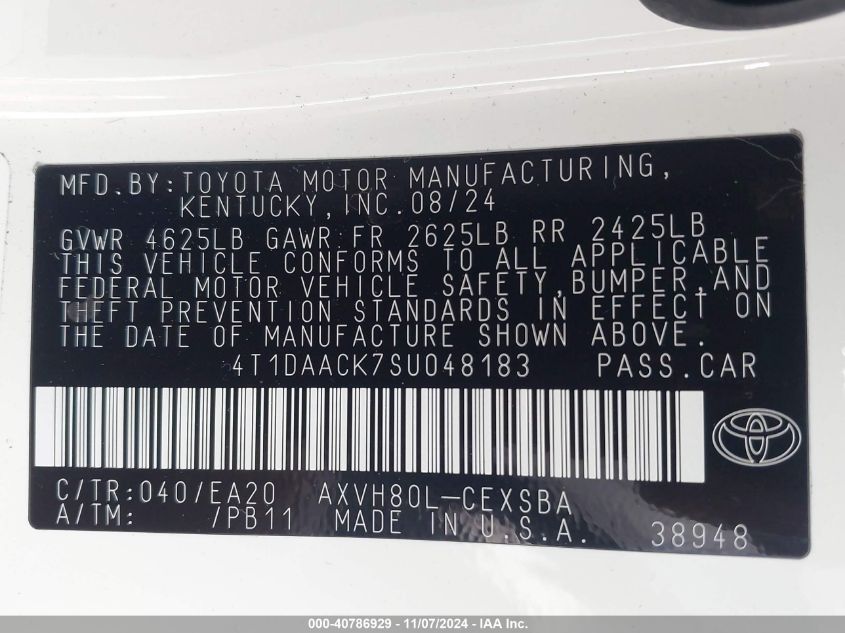 MFD.BY:TOYOTA MOTOR MANUFACTURING,
KENTUCKY,INC.08/24
GVWR 4625LB GAWR FR 2625LB RR 2425LB
THIS VEHICLE CONFORMS TO ALL APPLICABLE
FEDERAL MOTOR VEHICLE SAFETY,BUMPER,AND
THEFT PREVENTION STANDARDS IN EFFECT ON
THE DATE OF MANUFACTURE SHOWN ABOVE.
4T1DAACK7SU048183 PASS.CAR
C/TR:040/EA20 AXVH80L-CEXSBA
A/TM: /PB11 MADE IN U.S.A. 38948
000-40786929 - 11/07/2024 - IAA Inc.